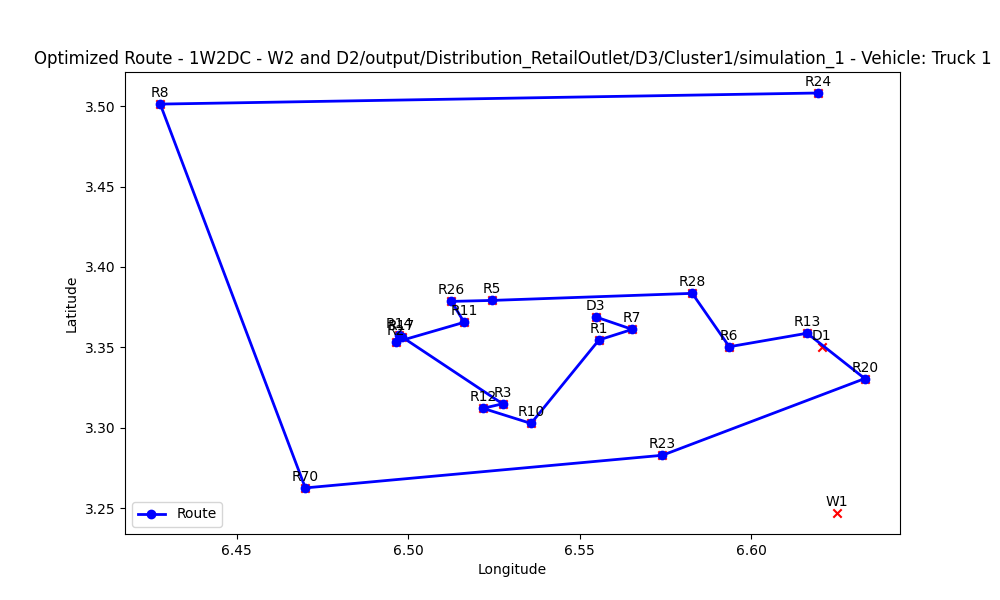 Optimized Route - 1W2DC - W2 and D2/output/Distribution_RetailOutlet/D3/Cluster1/simulation_1 - Vehicle: Truck 1
R8
R24
3.50
3.45
3.40
3.35
3.30
3.25
Latitude
R26
R5
R28
R11
D3
R7
R1
R13
D1
R6
R20
R14
R17
R12
R3
R10
R23
R70
W1
Route
6.45
6.50
6.55
6.60
Longitude